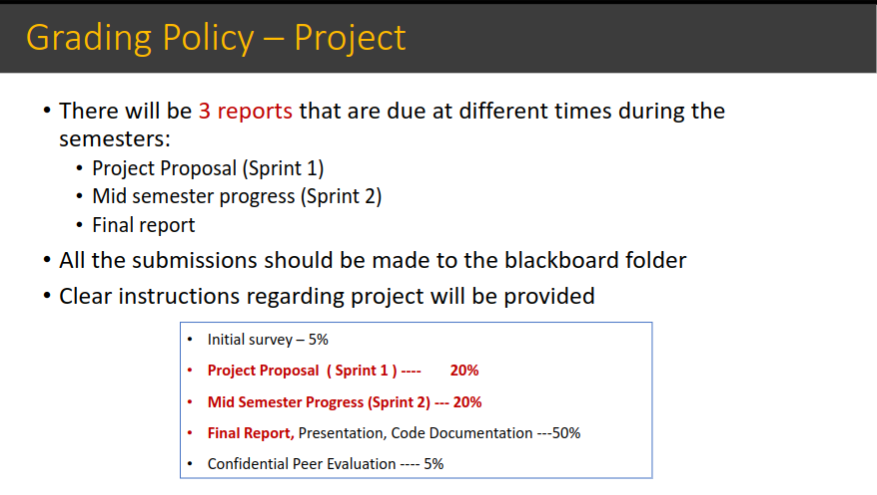 Grading Policy – Project
• There will be 3 reports that are due at different times during the
semesters:
• Project Proposal (Sprint 1)
• Mid semester progress (Sprint 2)
• Final report
• All the submissions should be made to the blackboard folder
• Clear instructions regarding project will be provided
• Initial survey – 5%
• Project Proposal ( Sprint 1 ) ---- 20%
• Mid Semester Progress (Sprint 2) --- 20%
• Final Report, Presentation, Code Documentation ---50%
• Confidential Peer Evaluation ---- 5%